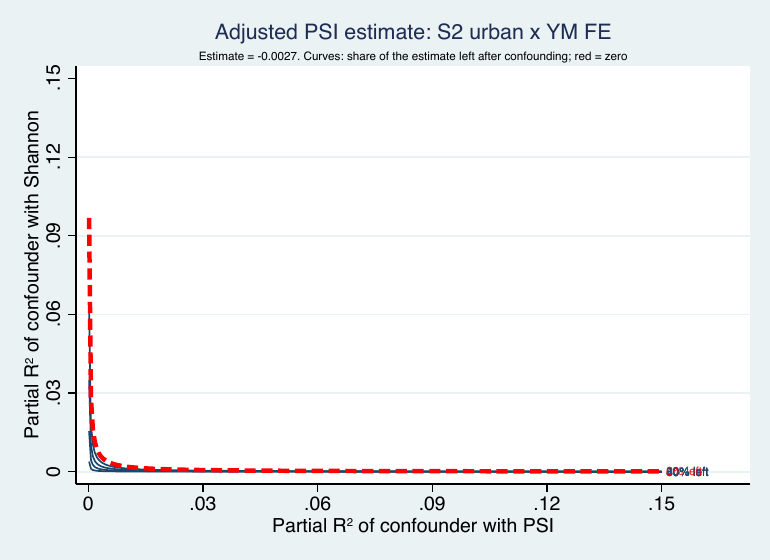 Adjusted PSI estimate: S2 urban x YM FE
Estimate = -0.0027. Curves: share of the estimate left after confounding; red = zero
Partial R² of confounder with Shannon
.15
.12
.09
.06
.03
0
left
0
.03
.06
.09
.12
.15
Partial R² of confounder with PSI